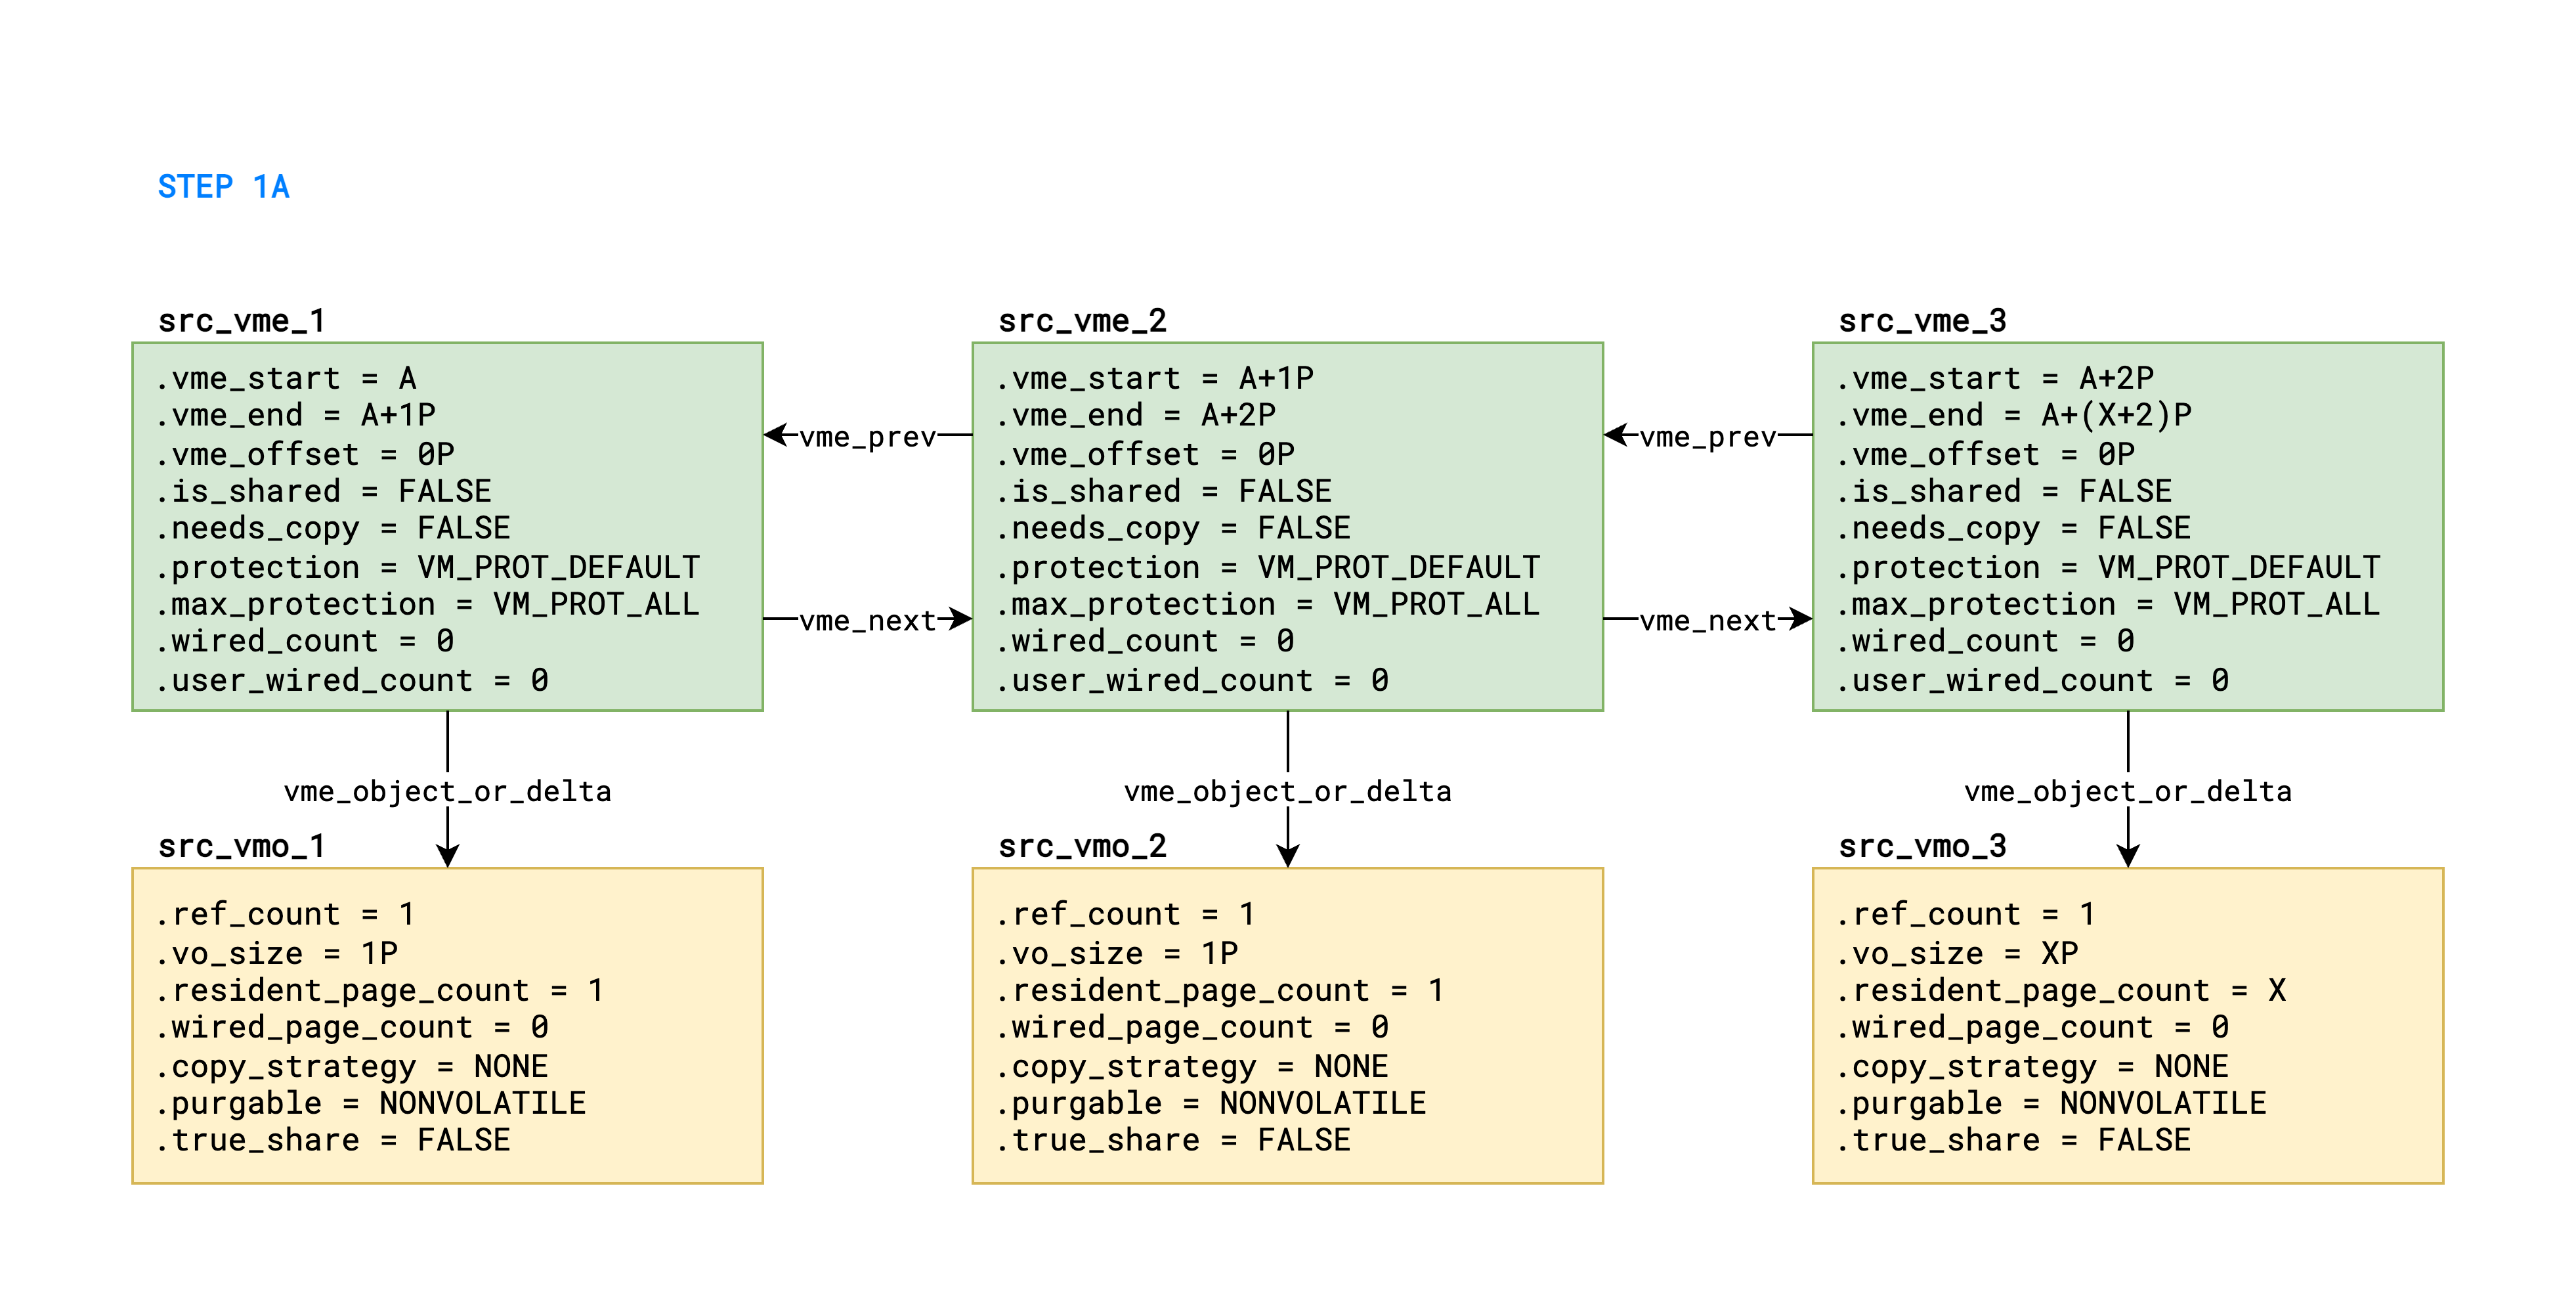 STEP 1A
src_vme_1
.vme_start = A
.vme_end = A+1P
.vme_offset = 0P
.is_shared = FALSE
.needs_copy = FALSE
.protection = VM_PROT_DEFAULT
.max_protection = VM_PROT_ALL
.wired_count = 0
.user_wired_count = 0
vme_prev
vme_next
src_vme_2
.vme_start = A+1P
.vme_end = A+2P
.vme_offset = 0P
.is_shared = FALSE
.needs_copy = FALSE
.protection = VM_PROT_DEFAULT
.max_protection = VM_PROT_ALL
.wired_count = 0
.user_wired_count = 0
vme_prev
vme_next
src_vme_3
.vme_start = A+2P
.vme_end = A+(X+2)P
.vme_offset = 0P
.is_shared = FALSE
.needs_copy = FALSE
.protection = VM_PROT_DEFAULT
.max_protection = VM_PROT_ALL
.wired_count = 0
.user_wired_count = 0
vme_object_or_delta
vme_object_or_delta
vme_object_or_delta
src_vmo_1
.ref_count = 1
.vo_size = 1P
.resident_page_count = 1
.wired_page_count = 0
.copy_strategy = NONE
.purgable = NONVOLATILE
.true_share = FALSE
src_vmo_2
.ref_count = 1
.vo_size = 1P
.resident_page_count = 1
.wired_page_count = 0
.copy_strategy = NONE
.purgable = NONVOLATILE
.true_share = FALSE
src_vmo_3
.ref_count = 1
.vo_size = XP
.resident_page_count = X
.wired_page_count = 0
.copy_strategy = NONE
.purgable = NONVOLATILE
.true_share = FALSE